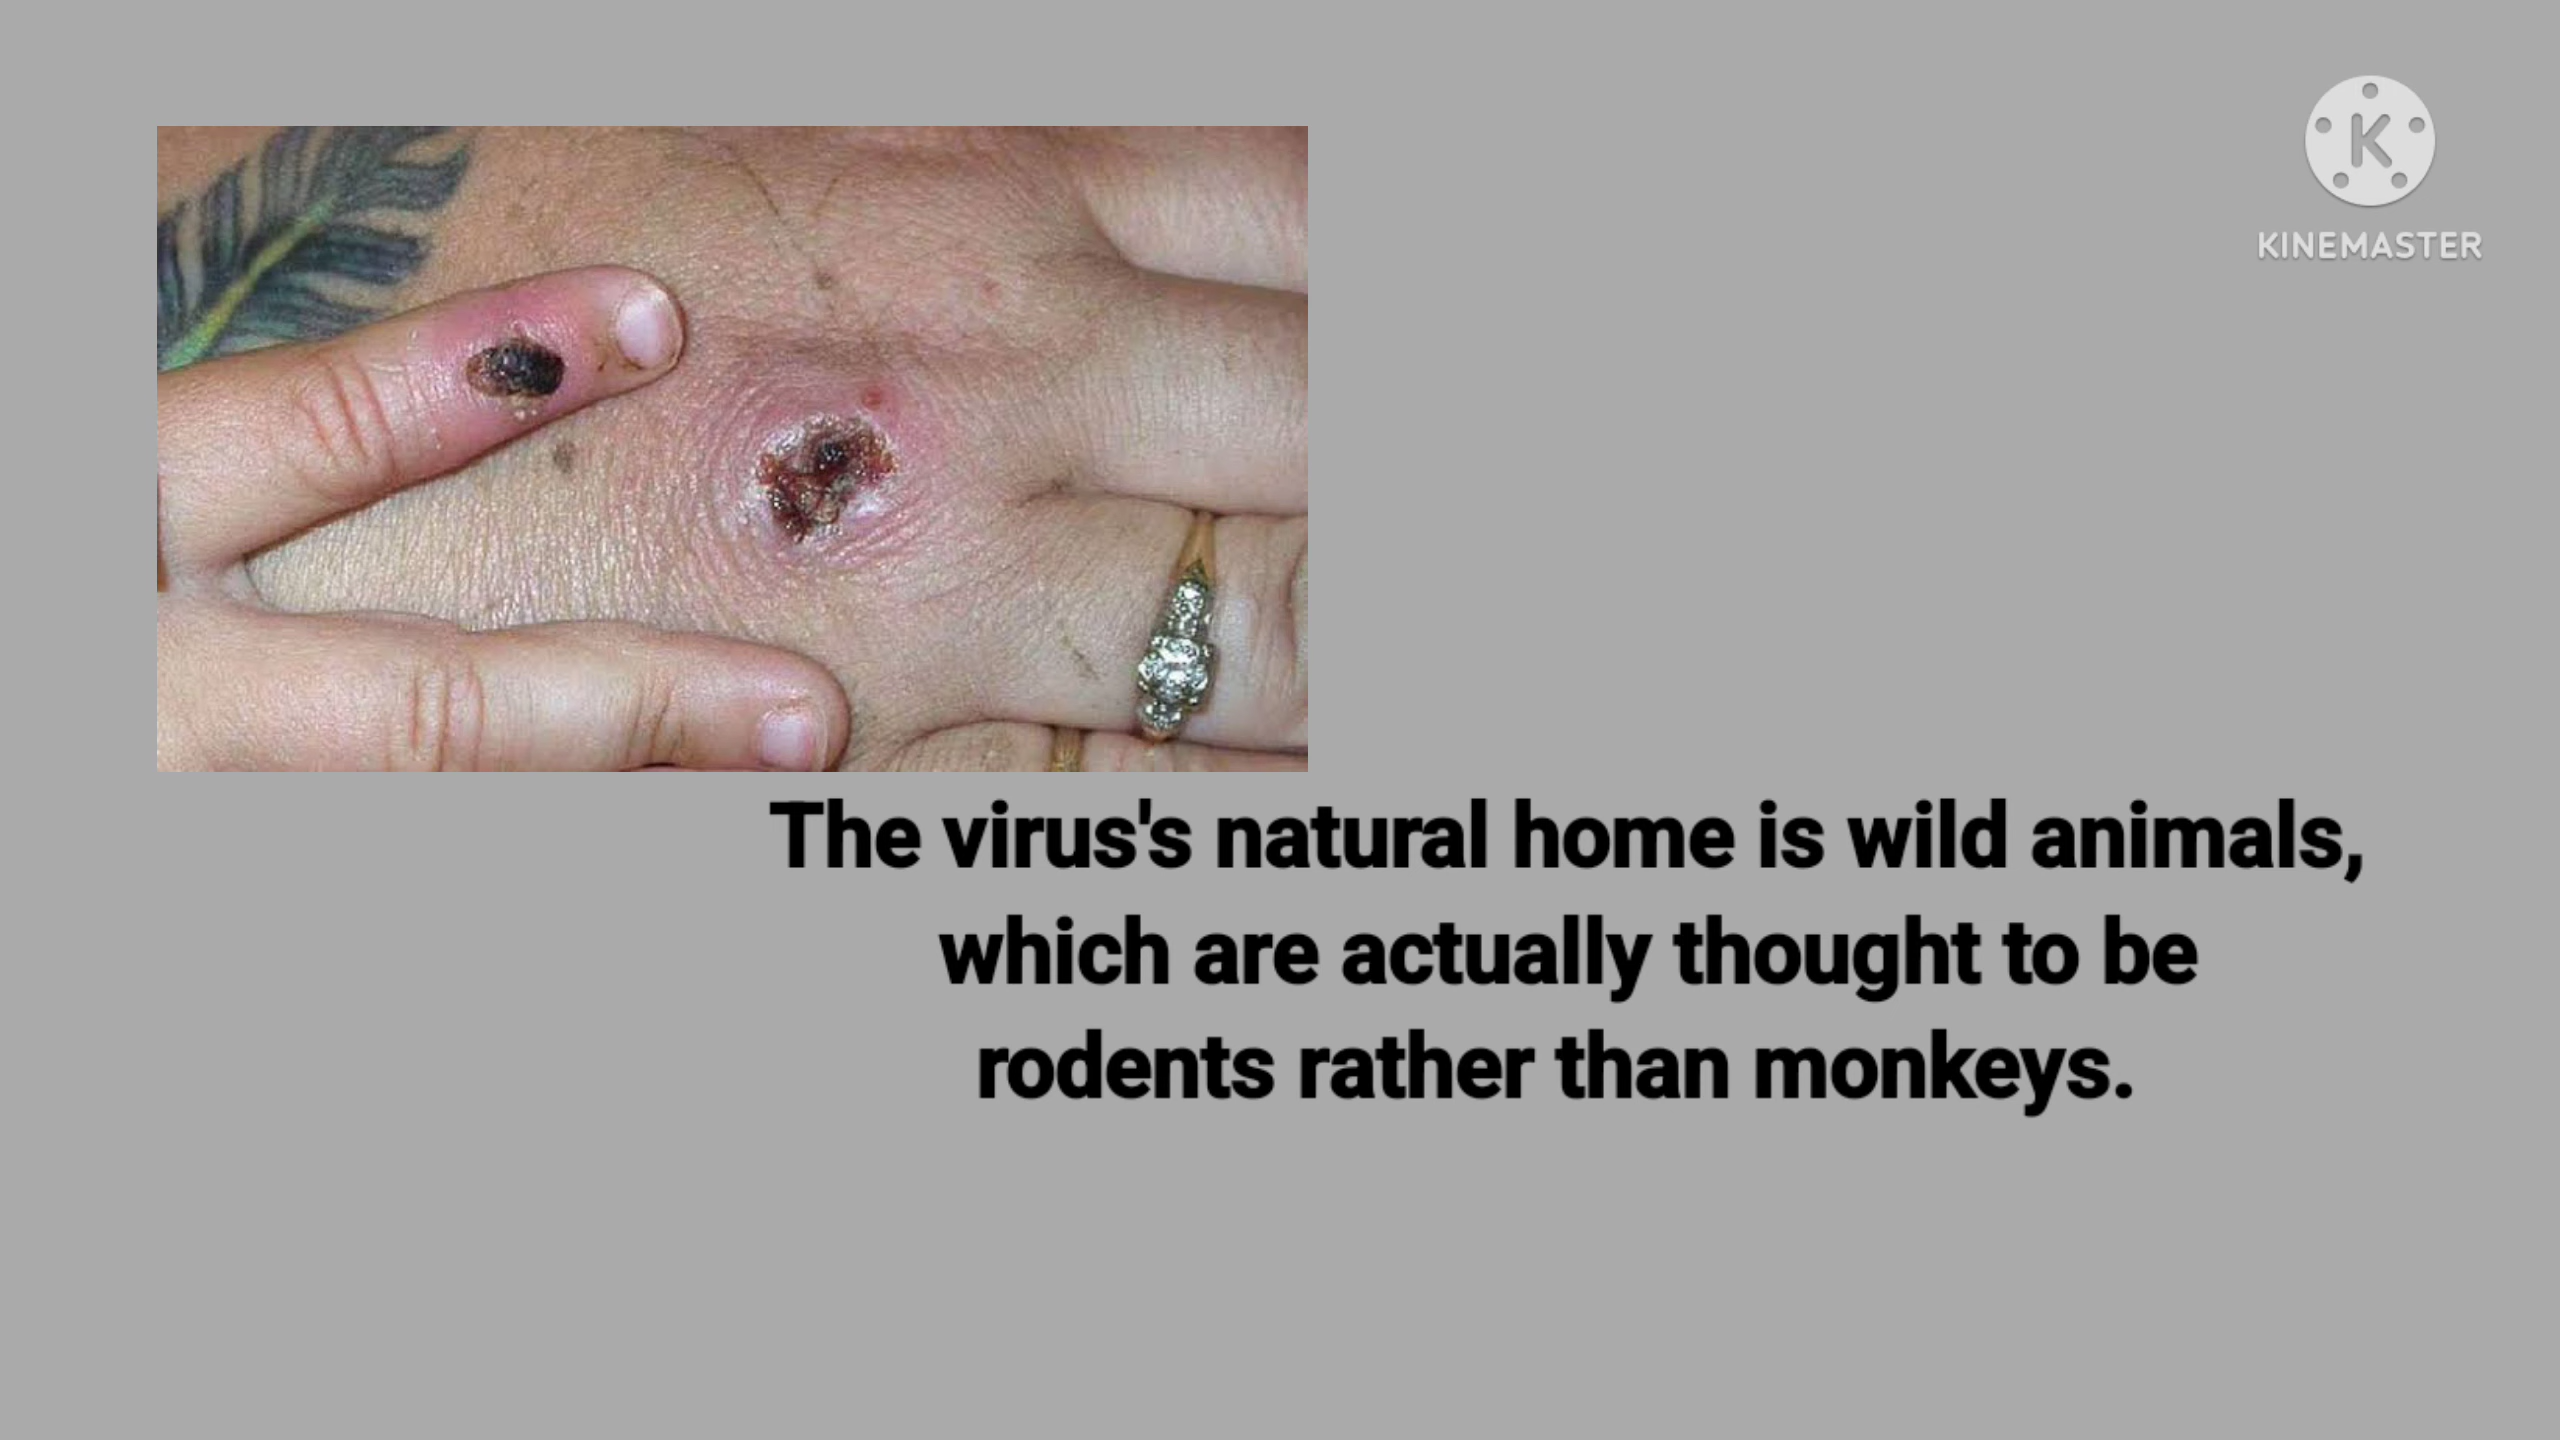 KINEMASTER
The virus's natural home is wild animals,
which are actually thought to be
rodents rather than monkeys.